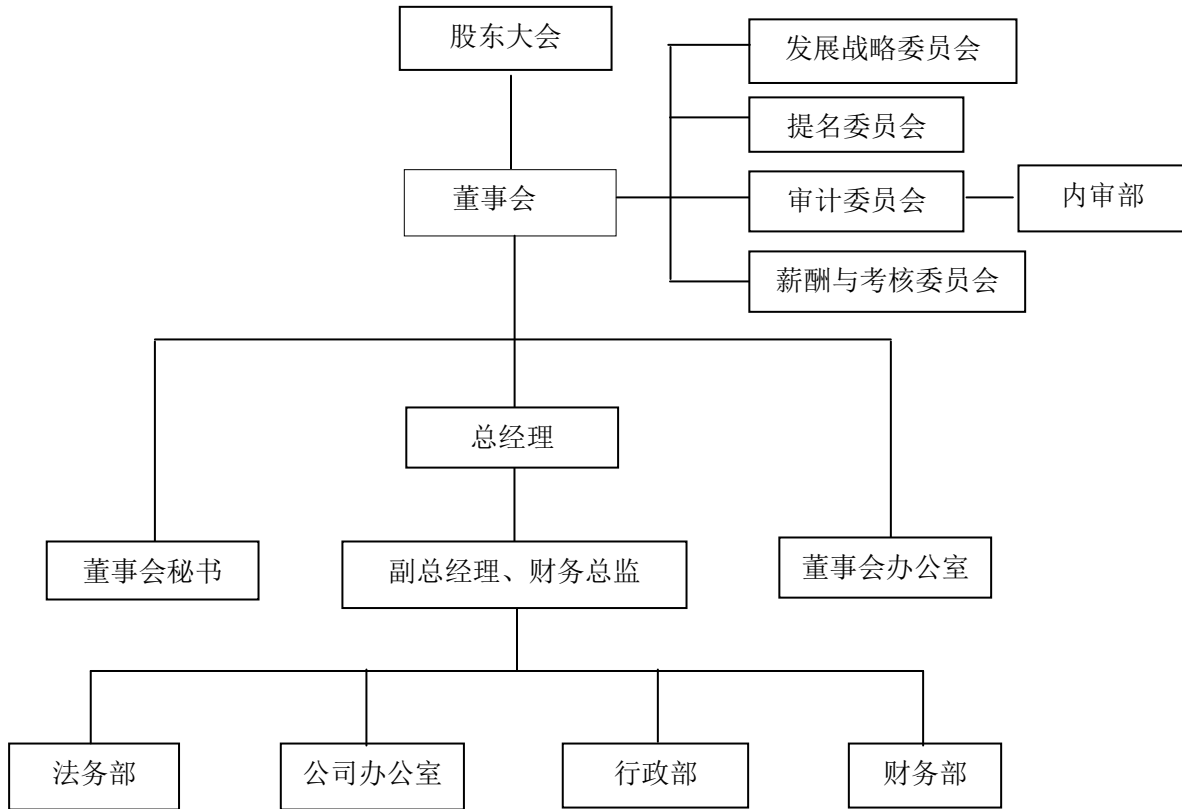 股东大会
发展战略委员会
提名委员会
董事会
审计委员会
内审部
薪酬与考核委员会
总经理
董事会秘书
副总经理、财务总监
董事会办公室
法务部
公司办公室
行政部
财务部